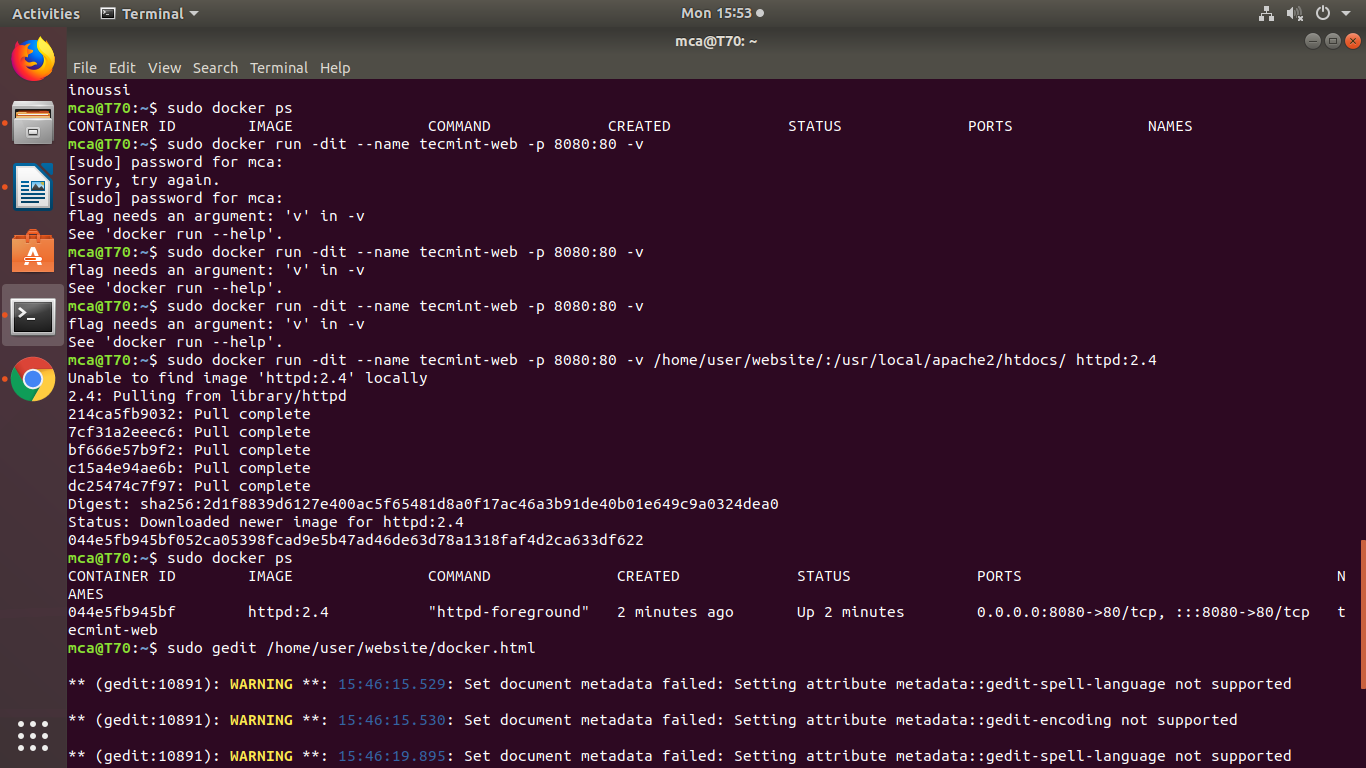 Activities Terminal Mon 15:53
mca@T70: ~
File Edit View Search Terminal Help
inoussi
mca@T70:~$ sudo docker ps
CONTAINER ID IMAGE COMMAND CREATED STATUS PORTS NAMES
mca@T70:~$ sudo docker run -dit --name tecmint-web -p 8080:80 -v
[sudo] password for mca:
Sorry, try again.
[sudo] password for mca:
flag needs an argument: 'v' in -v
See 'docker run --help'.
mca@T70:~$ sudo docker run -dit --name tecmint-web -p 8080:80 -v
flag needs an argument: 'v' in -v
See 'docker run --help'.
mca@T70:~$ sudo docker run -dit --name tecmint-web -p 8080:80 -v
flag needs an argument: 'v' in -v
See 'docker run --help'.
mca@T70:~$ sudo docker run -dit --name tecmint-web -p 8080:80 -v /home/user/website/:/usr/local/apache2/htdocs/ httpd:2.4
Unable to find image 'httpd:2.4' locally
2.4: Pulling from library/httpd
214ca5fb9032: Pull complete
7cf31a2eeec6: Pull complete
bf666e57b9f2: Pull complete
c15a4e94ae6b: Pull complete
dc25474c7f97: Pull complete
Digest: sha256:2d1f8839d6127e400ac5f65481d8a0f17ac46a3b91de40b01e649c9a0324dea0
Status: Downloaded newer image for httpd:2.4
044e5fb945bf052ca05398fcad9e5b47ad46de63d78a1318faf4d2ca633df622
mca@T70:~$ sudo docker ps
CONTAINER ID IMAGE COMMAND CREATED STATUS PORTS N
AMES
044e5fb945bf httpd:2.4 "httpd-foreground" 2 minutes ago Up 2 minutes 0.0.0.0:8080->80/tcp, :::8080->80/tcp t
ecmint-web
mca@T70:~$ sudo gedit /home/user/website/docker.html
** (gedit:10891): WARNING **: 15:46:15.529: Set document metadata failed: Setting attribute metadata::gedit-spell-language not supported
** (gedit:10891): WARNING **: 15:46:15.530: Set document metadata failed: Setting attribute metadata::gedit-encoding not supported
** (gedit:10891): WARNING **: 15:46:19.895: Set document metadata failed: Setting attribute metadata::gedit-spell-language not supported